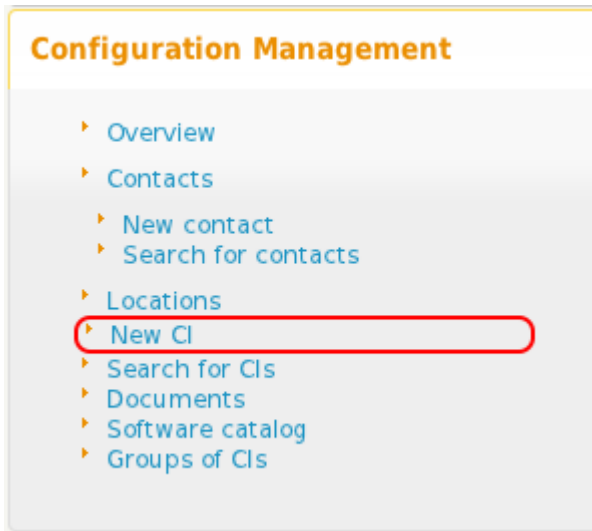 Configuration Management
Overview
Contacts
New contact
Search for contacts
Locations
New CI
Search for CIs
Documents
Software catalog
Groups of CIs